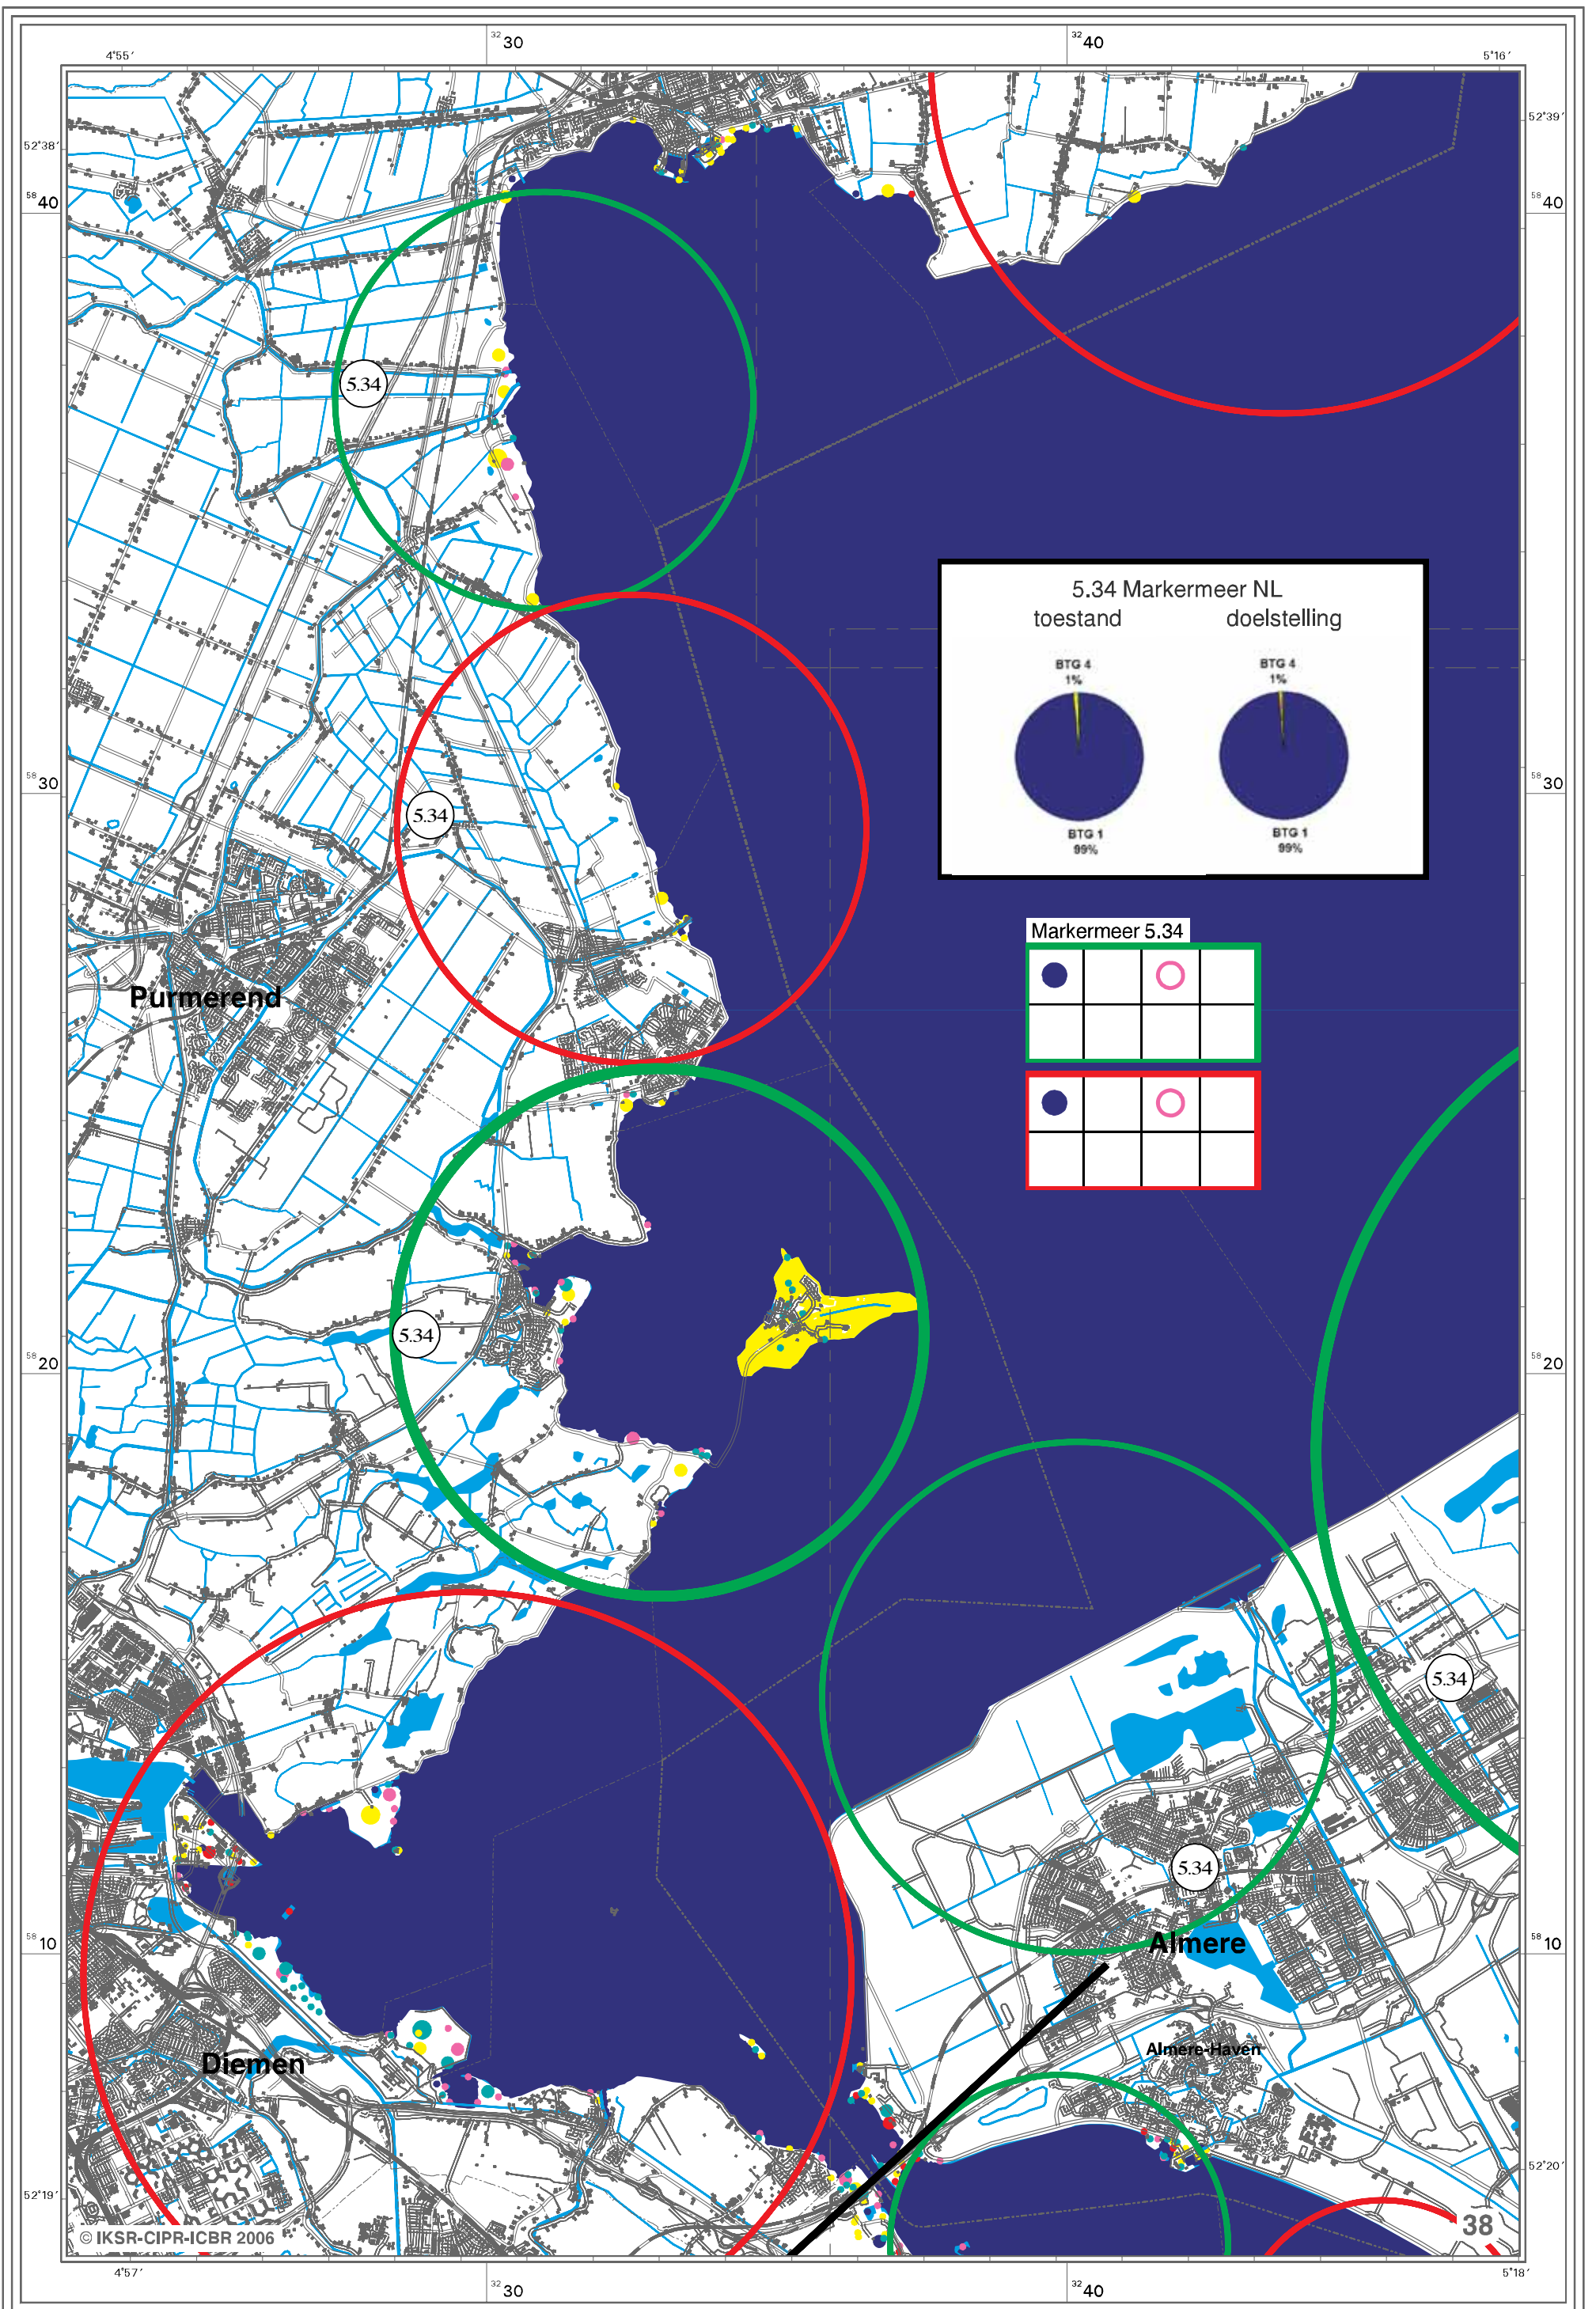 32 30
32 40
4°55′
5°16′
52°39′
52°38′
58 40
58 40
5.34
5.34 Markermeer NL
toestand
doelstelling
BTG 4
1%
BTG 4
1%
BTG 1
99%
BTG 1
99%
58 30
58 30
5.34
Markermeer 5.34
Purmerend
5.34
58 20
58 20
5.34
5.34
58 10
58 10
Almere
Almere-Haven
Diemen
52°20′
52°19′
© IKSR-CIPR-ICBR 2006
38
4°57′
5°18′
32 30
32 40